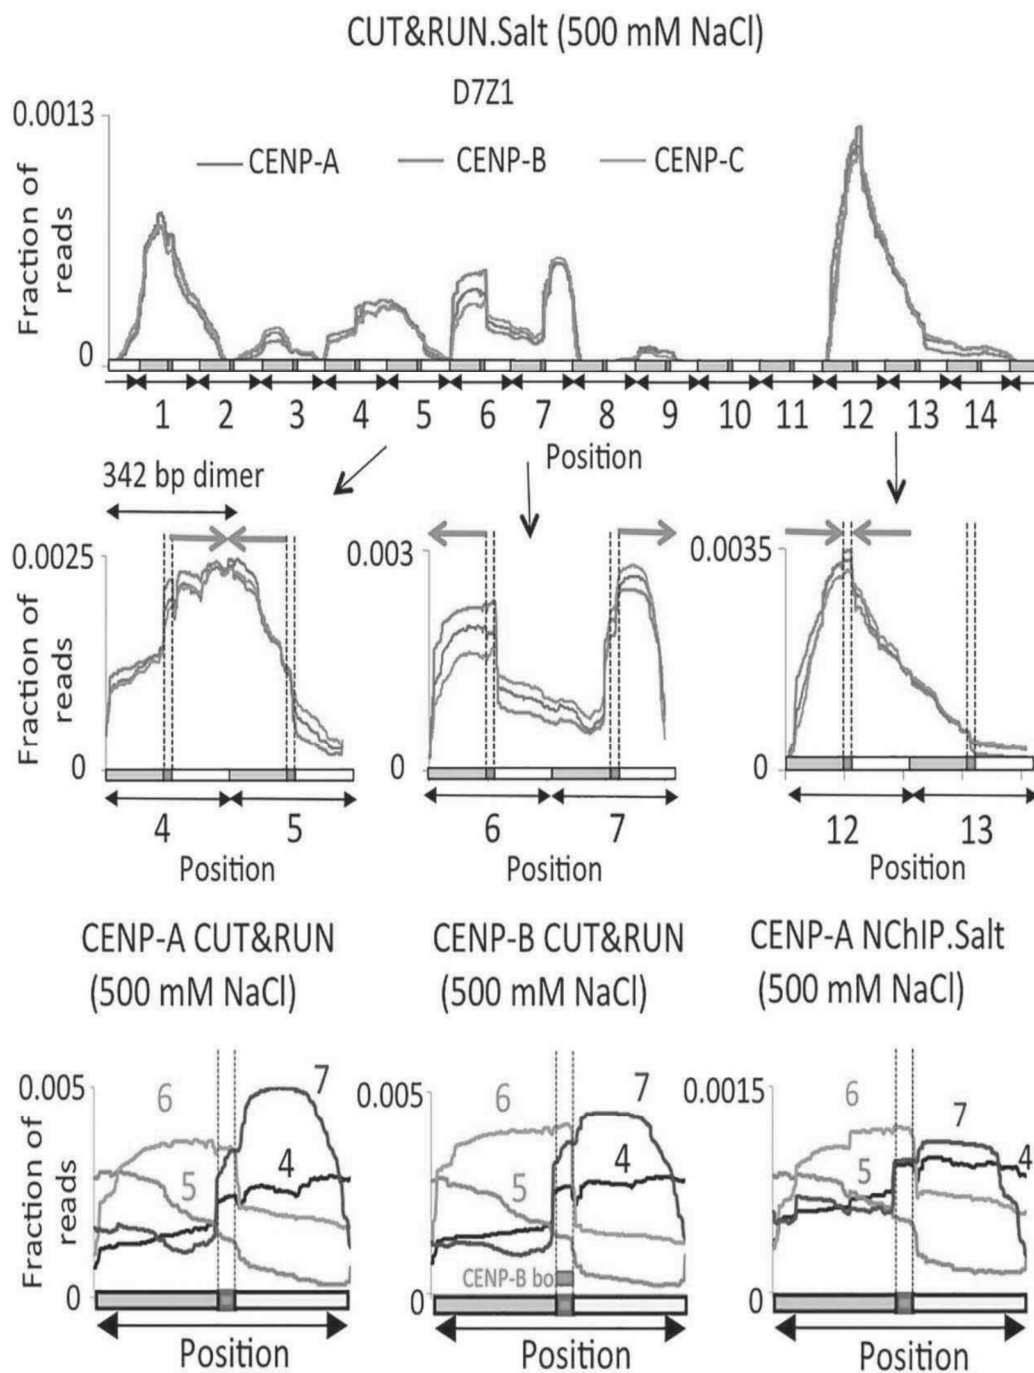 CUT&RUN.Salt (500 mM NaCl)
D7Z1
0.0013
CENP-A CENP-B CENP-C
Fraction of
reads
0
1 2 3 4 5 6 7 8 9 10 11 12 13 14
Position
342 bp dimer
0.0025
0.003
0.0035
Fraction of
reads
0
0
0
4 5
6 7
12 13
Position
Position
Position
CENP-A CUT&RUN
(500 mM NaCl)
CENP-B CUT&RUN
(500 mM NaCl)
CENP-A NChIP.Salt
(500 mM NaCl)
0.005
0.005
0.0015
Fraction of
reads
6 7 5 4
6 7 5 4
6 7 5 4
CENP-B bo
0
0
0
Position
Position
Position